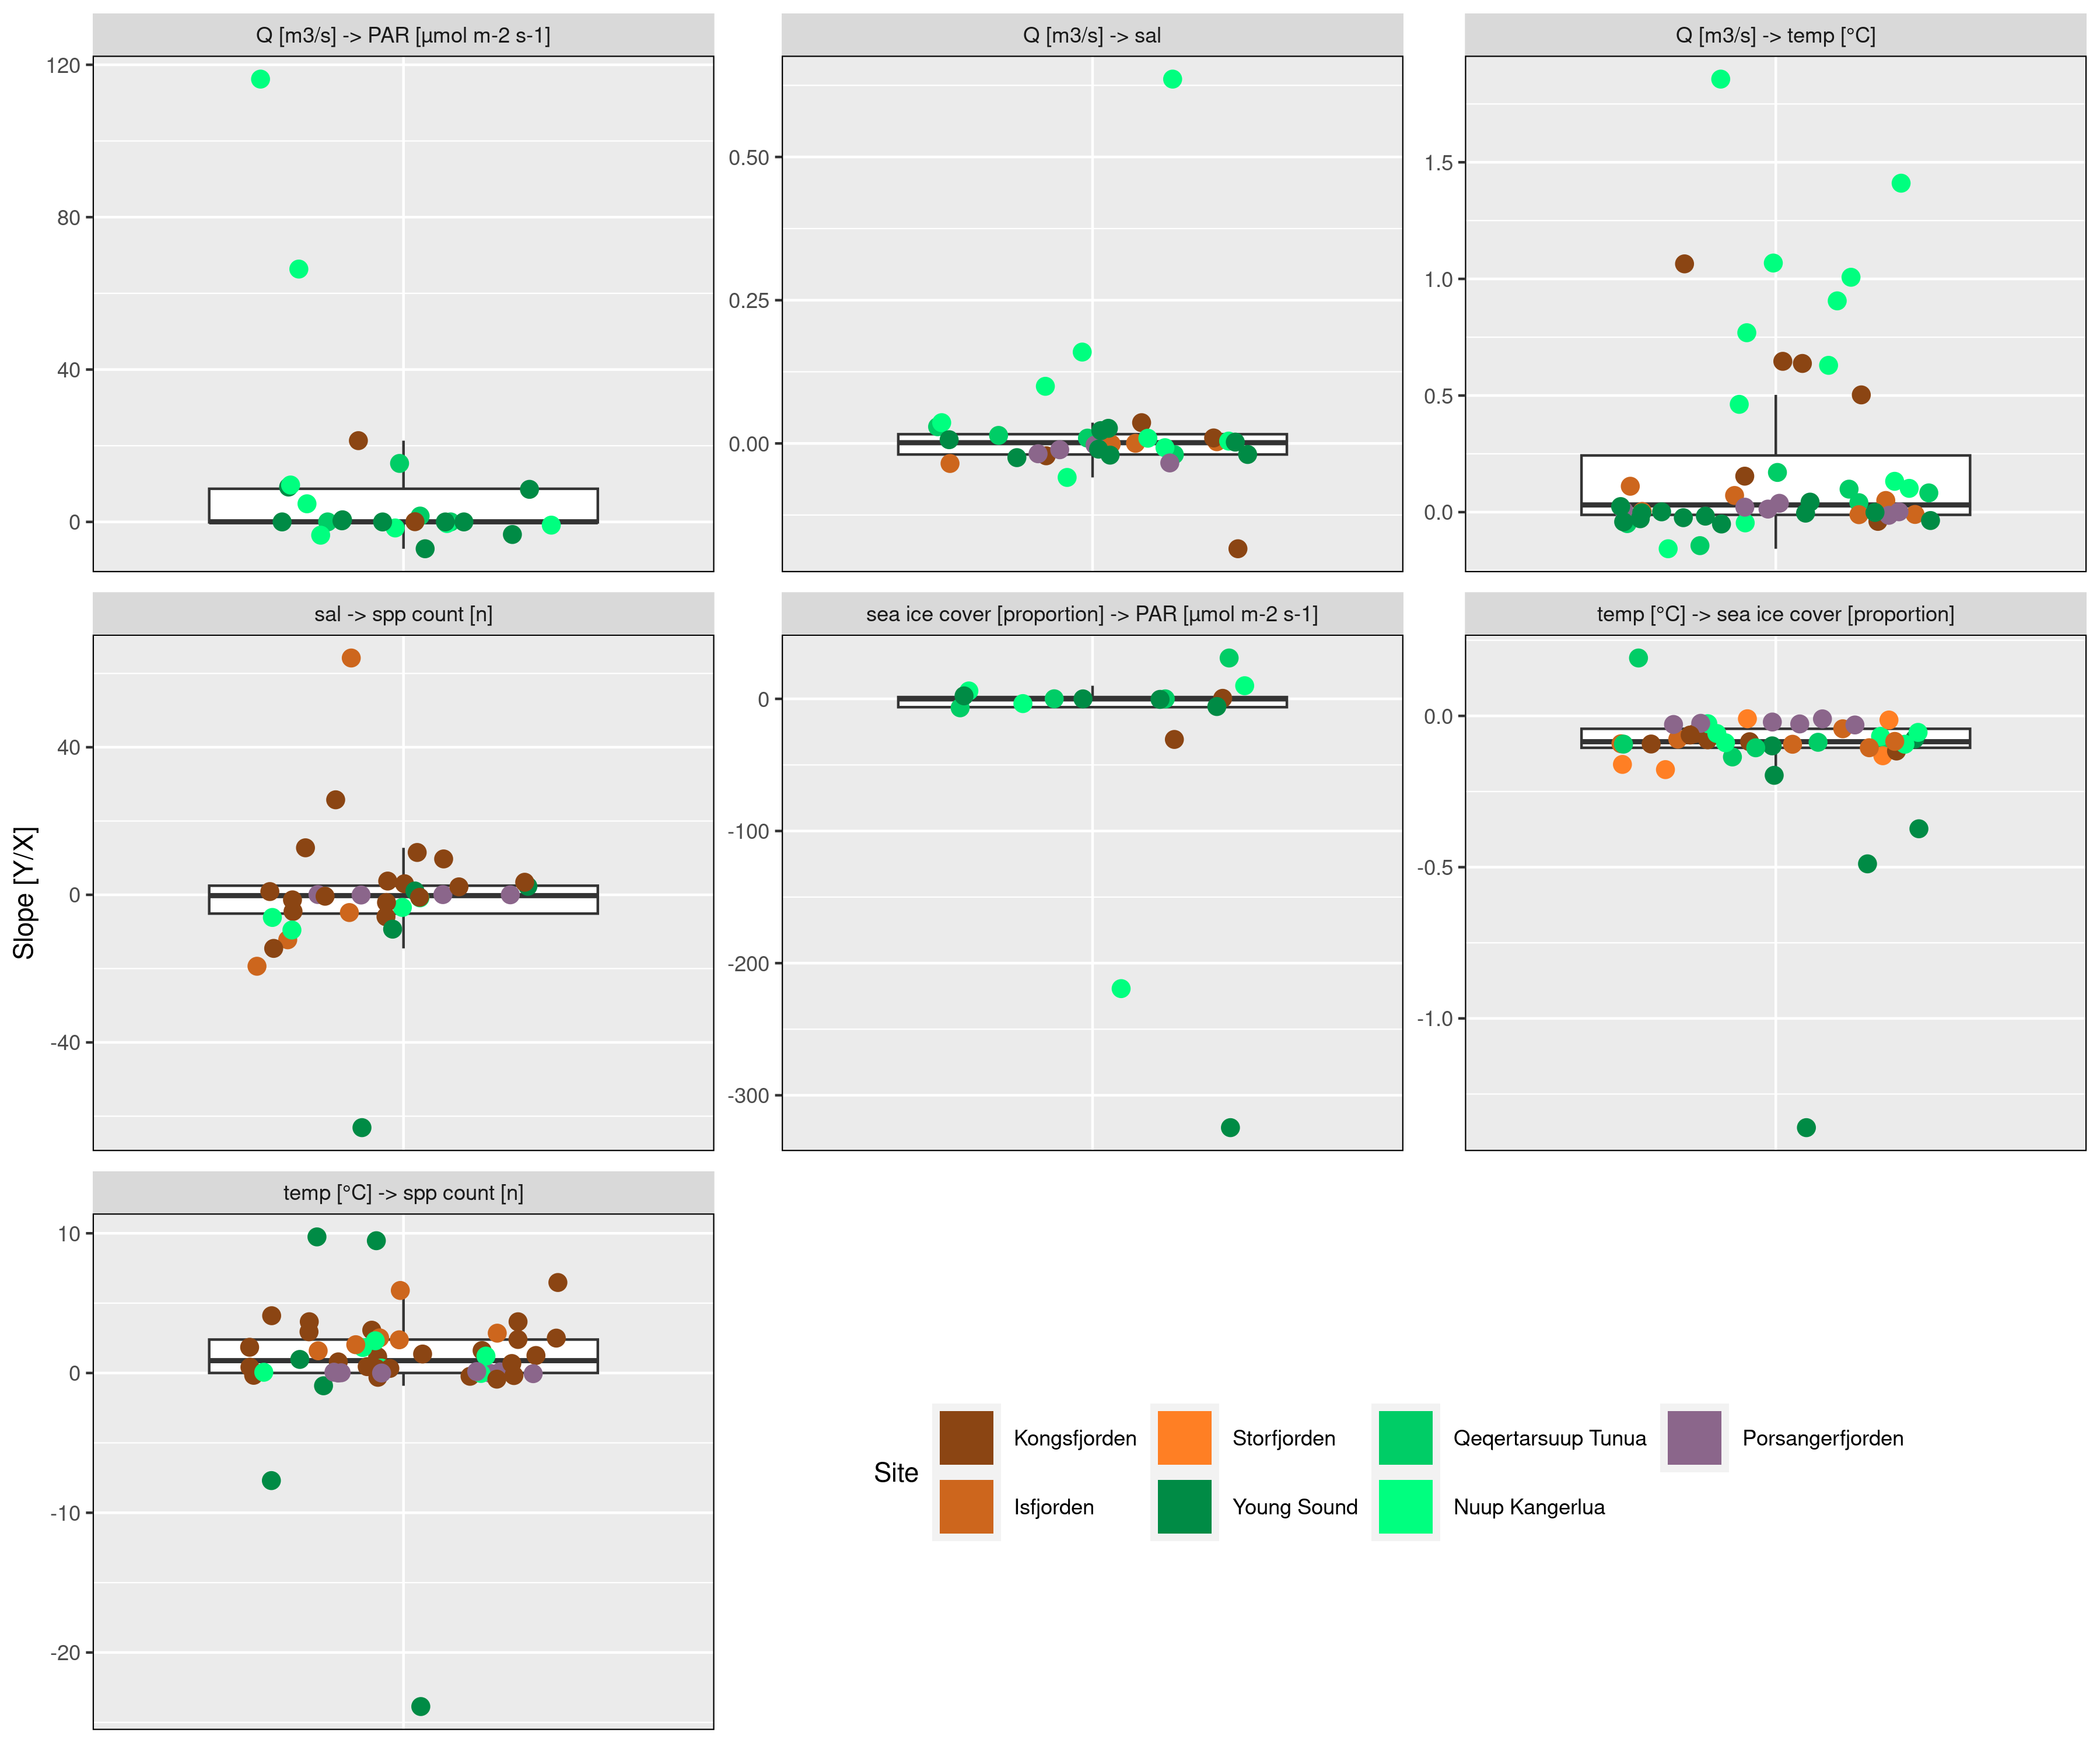 Q [m3/s] -> PAR [µmol m-2 s-1]
Q [m3/s] -> sal
Q [m3/s] -> temp [°C]
120
80
40
0
0.50
0.25
0.00
1.5
1.0
0.5
0.0
sal -> spp count [n]
sea ice cover [proportion] -> PAR [µmol m-2 s-1]
temp [°C] -> sea ice cover [proportion]
40
0
-40
0
-100
-200
-300
0.0
-0.5
-1.0
Slope [Y/X]
temp [°C] -> spp count [n]
10
0
-10
-20
Site
Kongsfjorden
Storfjorden
Qeqertarsuup Tunua
Porsangerfjorden
Isfjorden
Young Sound
Nuup Kangerlua